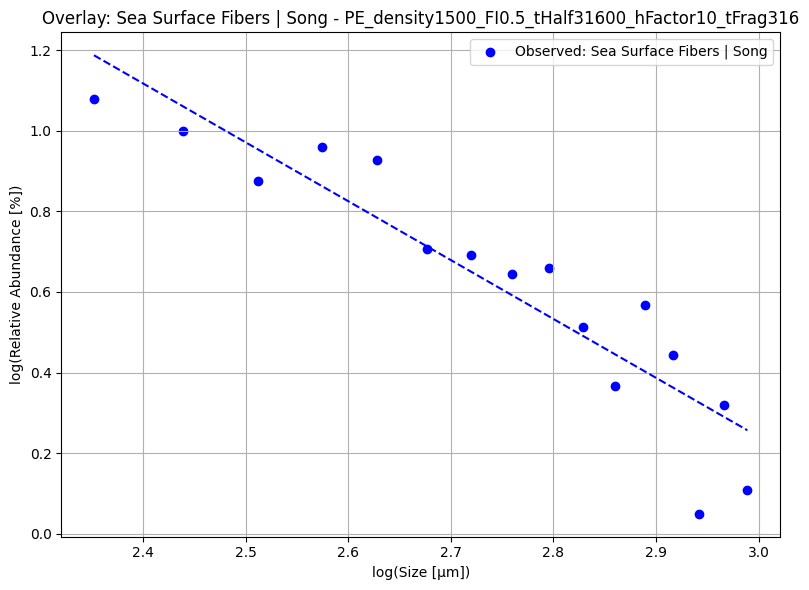 Overlay: Sea Surface Fibers | Song - PE_density1500_FI0.5_tHalf31600_hFactor10_tFrag316
Observed: Sea Surface Fibers | Song
log(Relative Abundance [%])
1.2
1.0
0.8
0.6
0.4
0.2
0.0
2.4 2.5 2.6 2.7 2.8 2.9 3.0
log(Size [µm])